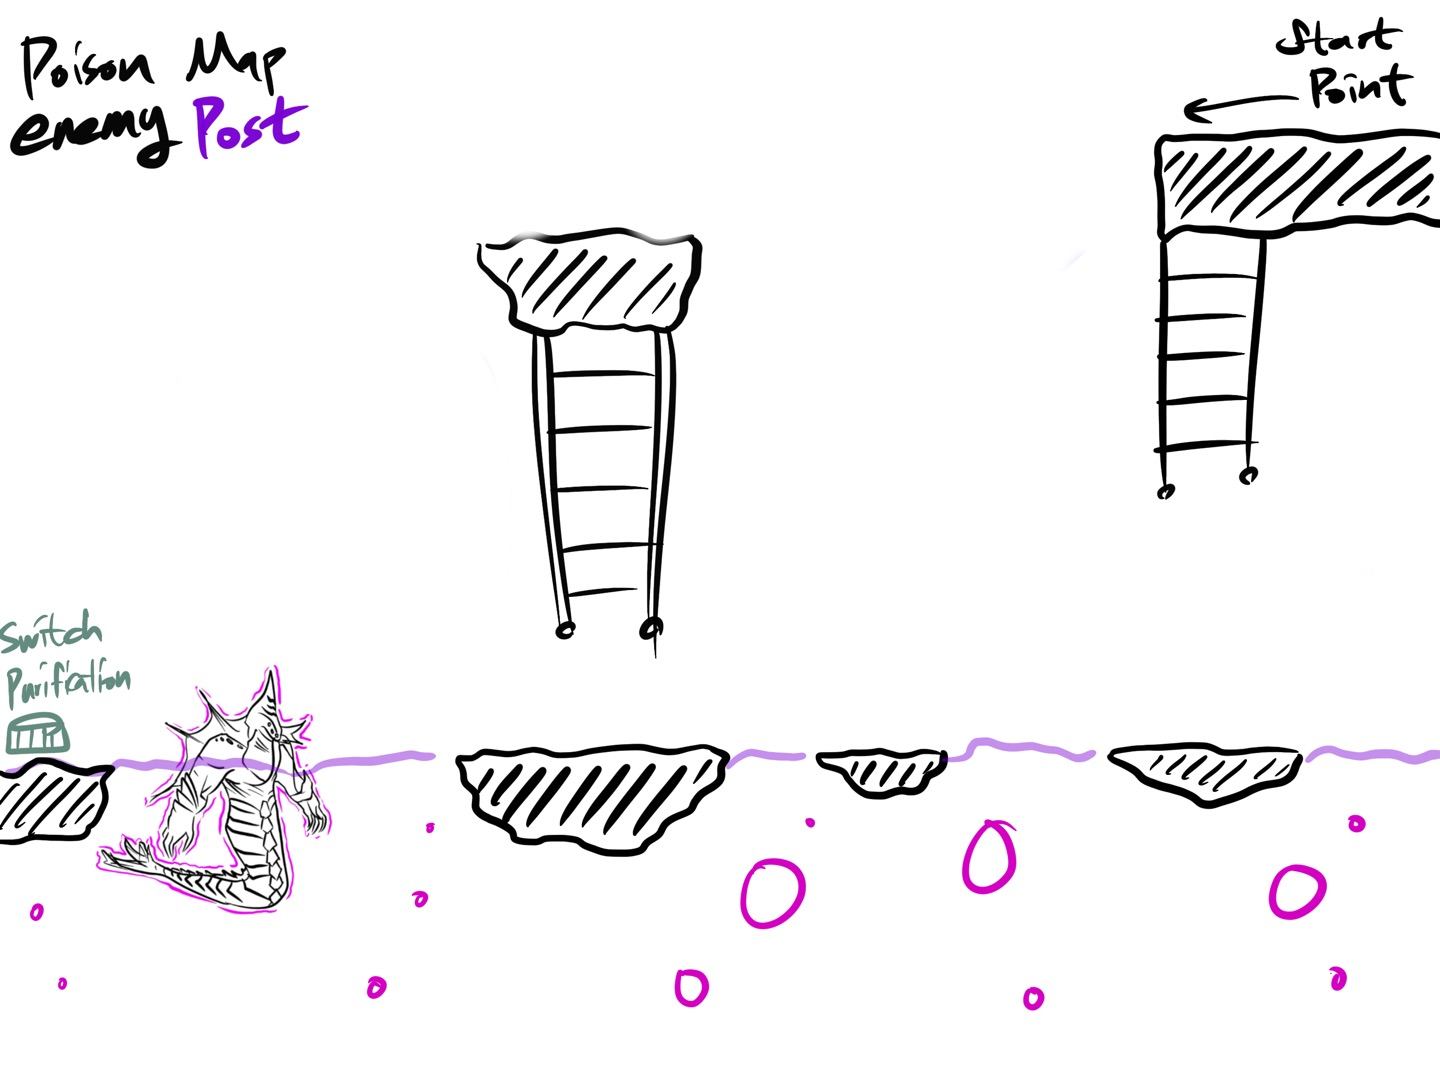 Poison Map
enemy Post
Start
Point
Switch
Purification